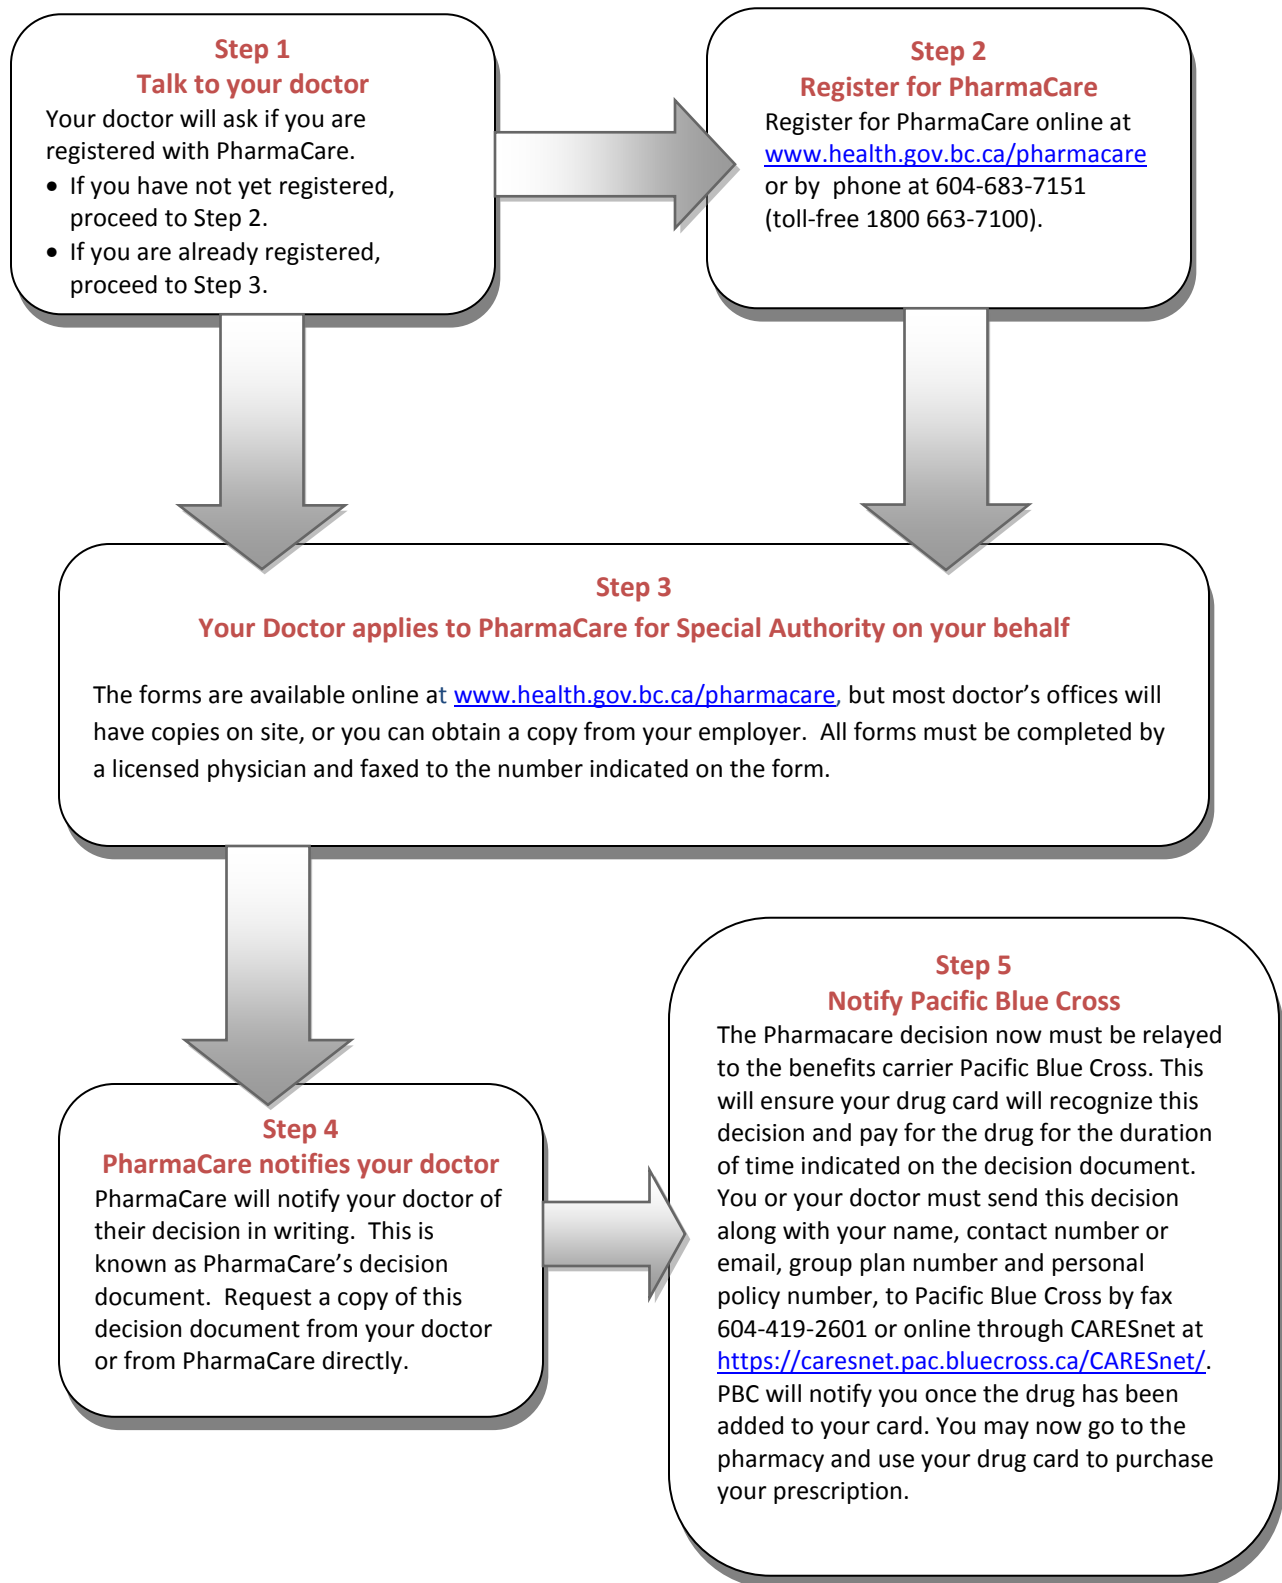 Step 1
Talk to your doctor
Your doctor will ask if you are
registered with PharmaCare.
• If you have not yet registered,
proceed to Step 2.
• If you are already registered,
proceed to Step 3.
Step 2
Register for PharmaCare
Register for PharmaCare online at
www.health.gov.bc.ca/pharmacare
or by  phone at 604-683-7151
(toll-free 1800 663-7100).
Step 3
Your Doctor applies to PharmaCare for Special Authority on your behalf
The forms are available online at www.health.gov.bc.ca/pharmacare, but most doctor’s offices will
have copies on site, or you can obtain a copy from your employer.  All forms must be completed by
a licensed physician and faxed to the number indicated on the form.
Step 4
PharmaCare notifies your doctor
PharmaCare will notify your doctor of
their decision in writing.  This is
known as PharmaCare’s decision
document.  Request a copy of this
decision document from your doctor
or from PharmaCare directly.
Step 5
Notify Pacific Blue Cross
The Pharmacare decision now must be relayed
to the benefits carrier Pacific Blue Cross. This
will ensure your drug card will recognize this
decision and pay for the drug for the duration
of time indicated on the decision document.
You or your doctor must send this decision
along with your name, contact number or
email, group plan number and personal
policy number, to Pacific Blue Cross by fax
604-419-2601 or online through CARESnet at
https://caresnet.pac.bluecross.ca/CARESnet/.
PBC will notify you once the drug has been
added to your card. You may now go to the
pharmacy and use your drug card to purchase
your prescription.